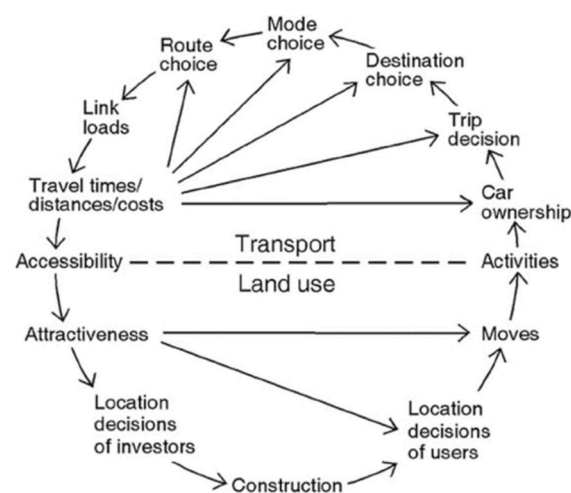 Mode
choice
Route
choice
Destination
choice
Link
loads
Trip
decision
Travel times/
distances/costs
Car
ownership
Transport
Accessibility
Activities
Land use
Attractiveness
Moves
Location
decisions
of investors
Location
decisions
of users
Construction